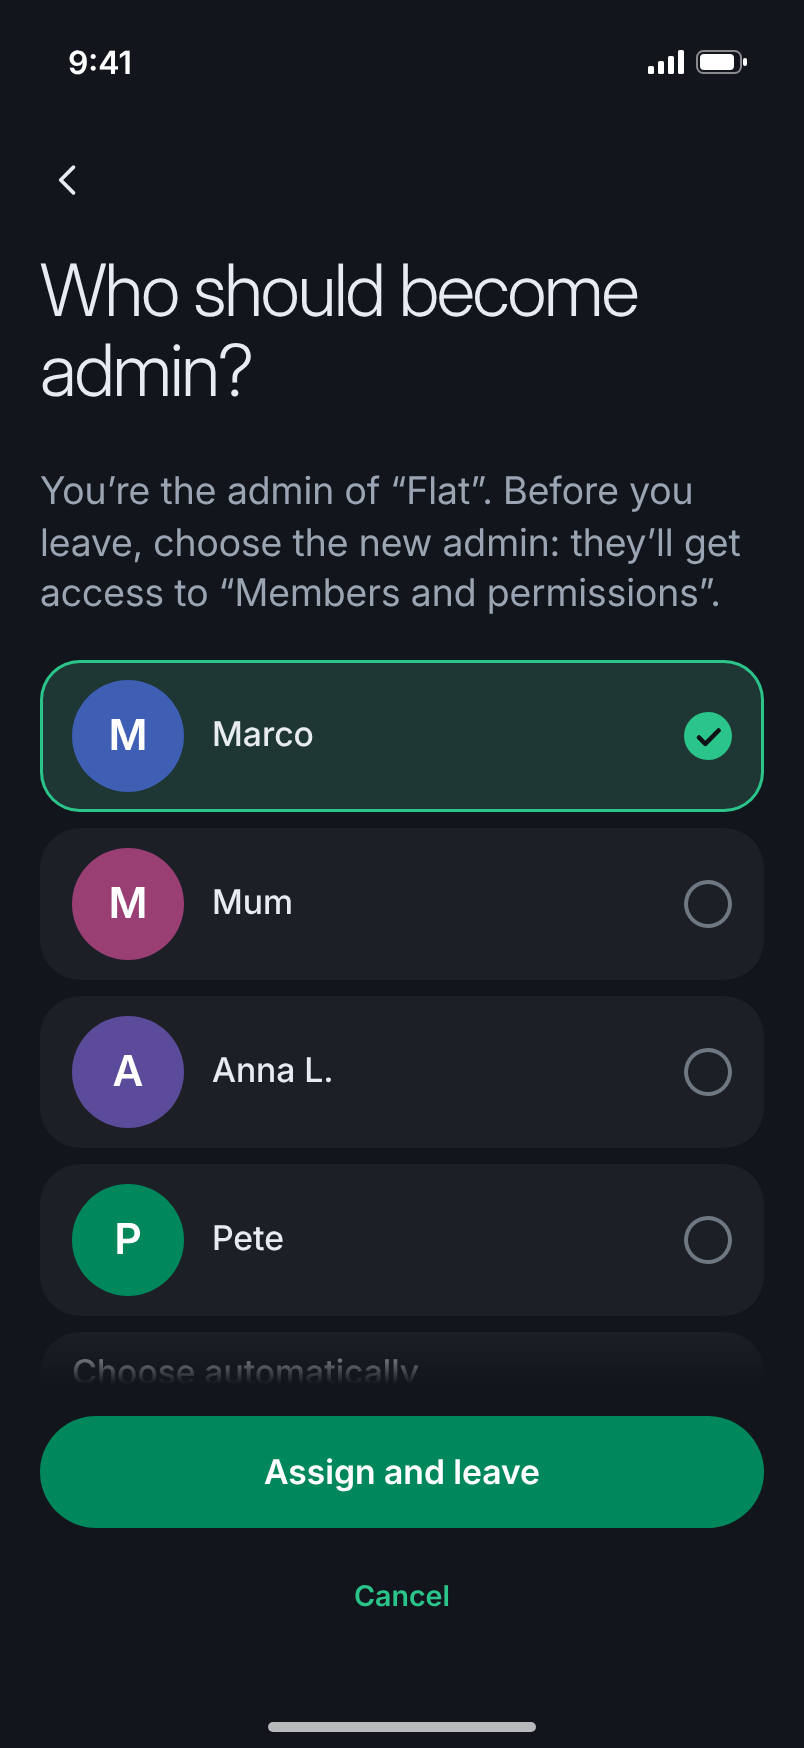 9:41
Who should become
admin?
You’re the admin of “Flat”. Before you
leave, choose the new admin: they’ll get
access to “Members and permissions”.
M
Marco
M
Mum
A
Anna L.
P
Pete
Choose automatically
Assign and leave
Cancel